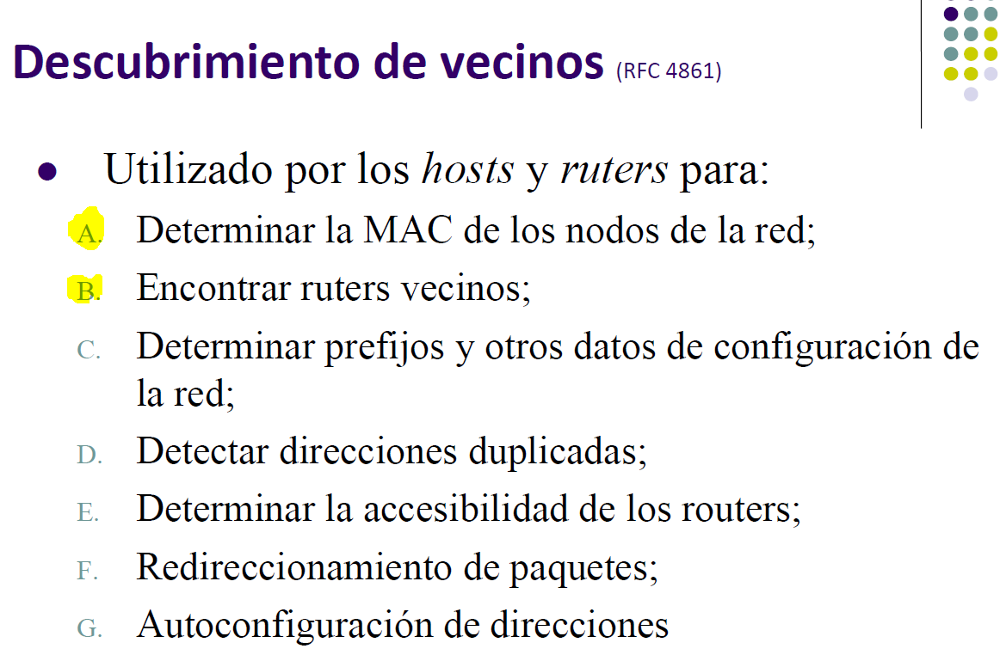 Descubrimiento de vecinos (RFC 4861)
Utilizado por los hosts y ruters para:
A. Determinar la MAC de los nodos de la red;
B. Encontrar ruters vecinos;
C. Determinar prefijos y otros datos de configuración de
la red;
D. Detectar direcciones duplicadas;
E. Determinar la accesibilidad de los routers;
F. Redireccionamiento de paquetes;
G. Autoconfiguración de direcciones